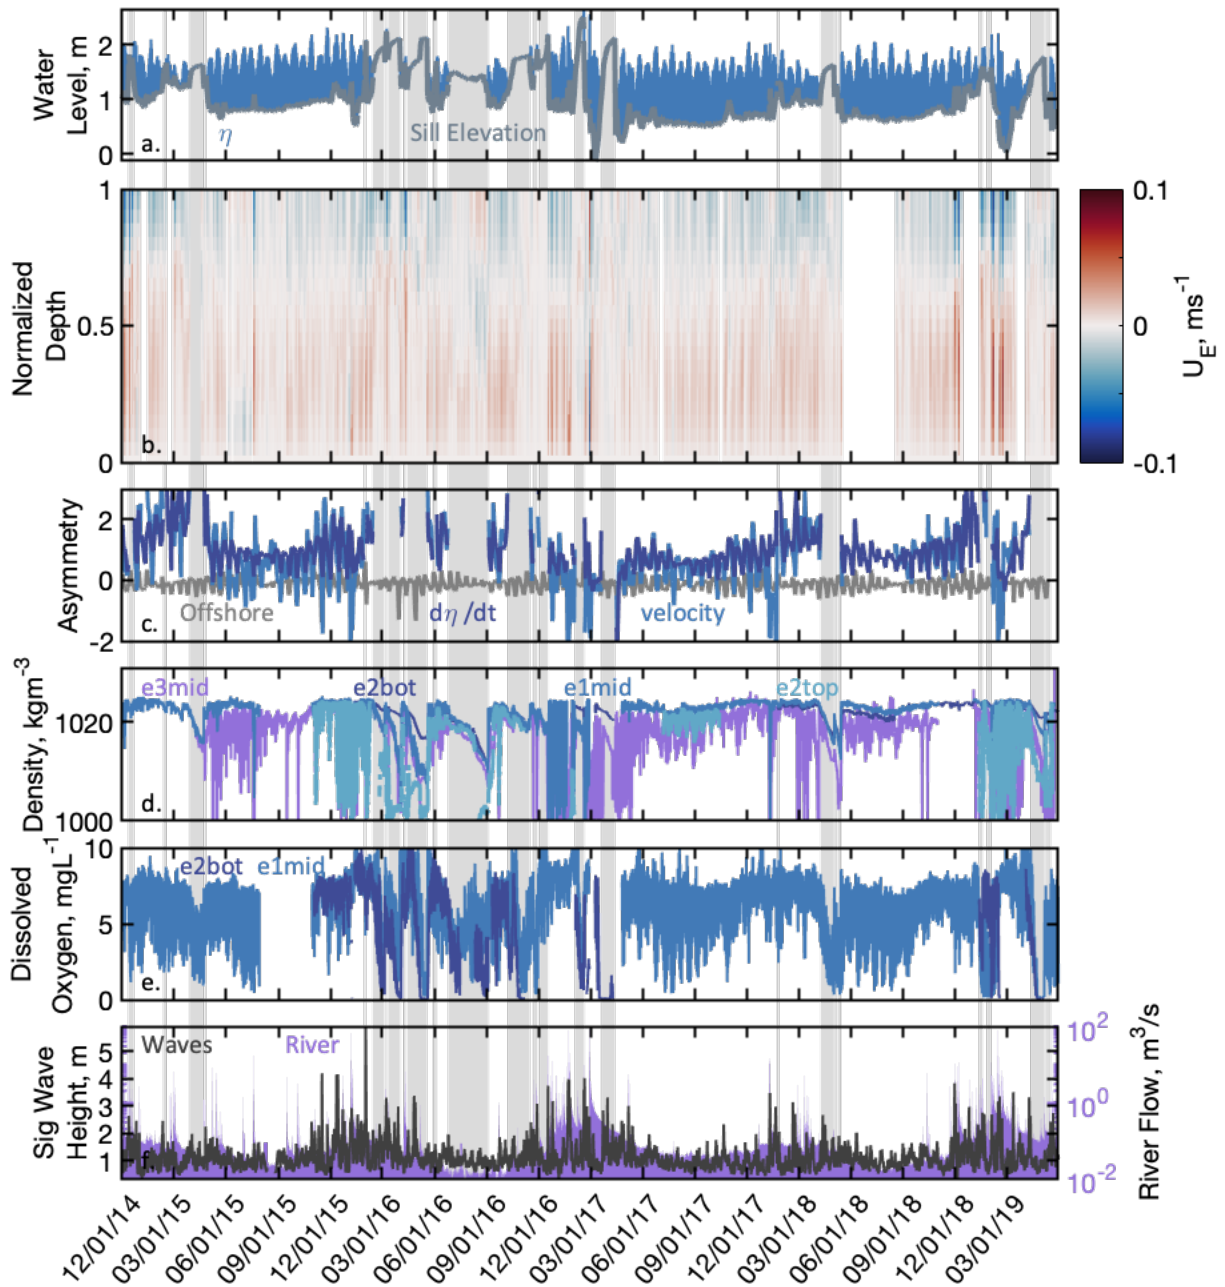 Water
Level, m
2
1
0
a.
η
Sill Elevation
Normalized
Depth
1
0.5
0
b.
0.1
0
-0.1
U_E, ms⁻¹
Asymmetry
2
0
-2
c.
Offshore
dη /dt
velocity
Density, kgm⁻³
1020
1000
d.
e3mid
e2bot
e1mid
e2top
Dissolved
Oxygen, mgL⁻¹
10
5
0
e.
e2bot e1mid
Sig Wave
Height, m
5
4
3
2
1
f.
Waves
River
10²
10⁰
10⁻²
River Flow, m³/s
12/01/14
03/01/15
06/01/15
09/01/15
12/01/15
03/01/16
06/01/16
09/01/16
12/01/16
03/01/17
06/01/17
09/01/17
12/01/17
03/01/18
06/01/18
09/01/18
12/01/18
03/01/19